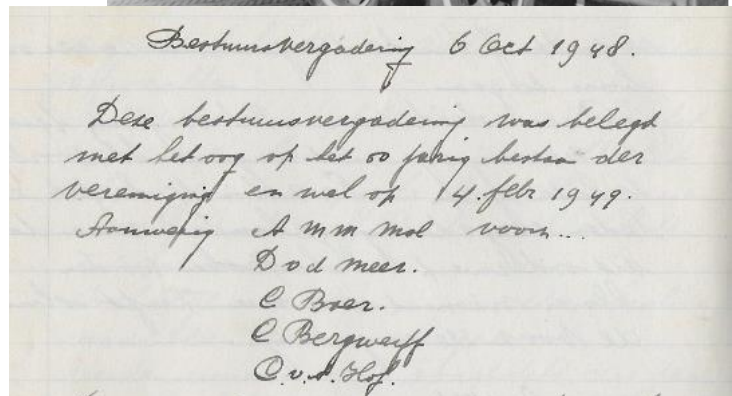 Bestuursvergadering 6 Oct 1948.
Deze bestuursvergadering was belegd
met het oog op het 50 jarig bestaan der
vereniging en wel op 14 febr 1949.
Aanwezig A m m mol voorz...
D v d meer.
C Boer.
C Bergwerff
C. v. d. Hof.